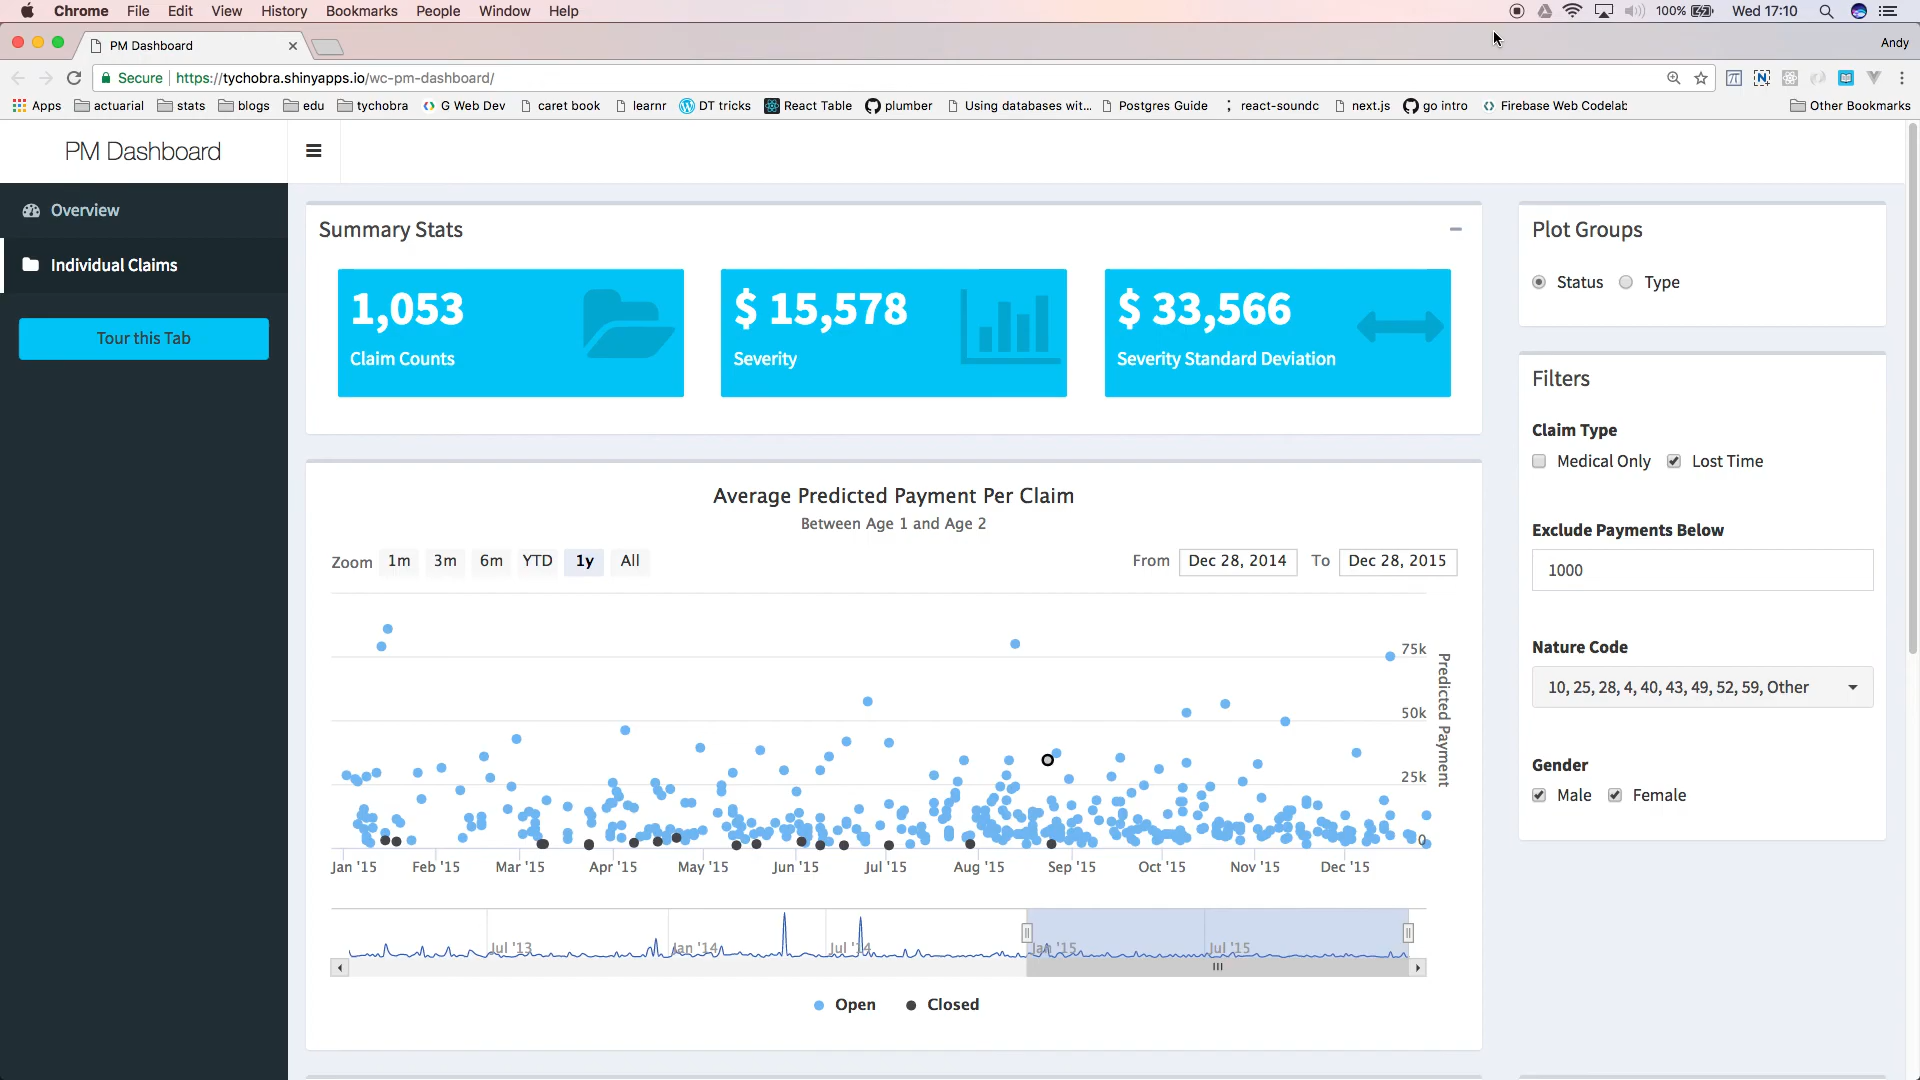 Chrome File Edit View History Bookmarks People Window Help 100% Wed 17:10
PM Dashboard Andy
Secure https://tychobra.shinyapps.io/wc-pm-dashboard/
Apps actuarial stats blogs edu tychobra G Web Dev caret book learnr DT tricks React Table plumber Using databases wit... Postgres Guide react-soundc next.js go intro Firebase Web Codelab Other Bookmarks
PM Dashboard
Overview
Individual Claims
Tour this Tab
Summary Stats
1,053
Claim Counts
$ 15,578
Severity
$ 33,566
Severity Standard Deviation
Average Predicted Payment Per Claim
Between Age 1 and Age 2
Zoom 1m 3m 6m YTD 1y All From Dec 28, 2014 To Dec 28, 2015
75k
50k
25k
0
Predicted Payment
Jan '15 Feb '15 Mar '15 Apr '15 May '15 Jun '15 Jul '15 Aug '15 Sep '15 Oct '15 Nov '15 Dec '15
Jul '13 Jan '14 Jul '14 Jan '15 Jul '15
Open Closed
Plot Groups
Status Type
Filters
Claim Type
Medical Only Lost Time
Exclude Payments Below
1000
Nature Code
10, 25, 28, 4, 40, 43, 49, 52, 59, Other
Gender
Male Female